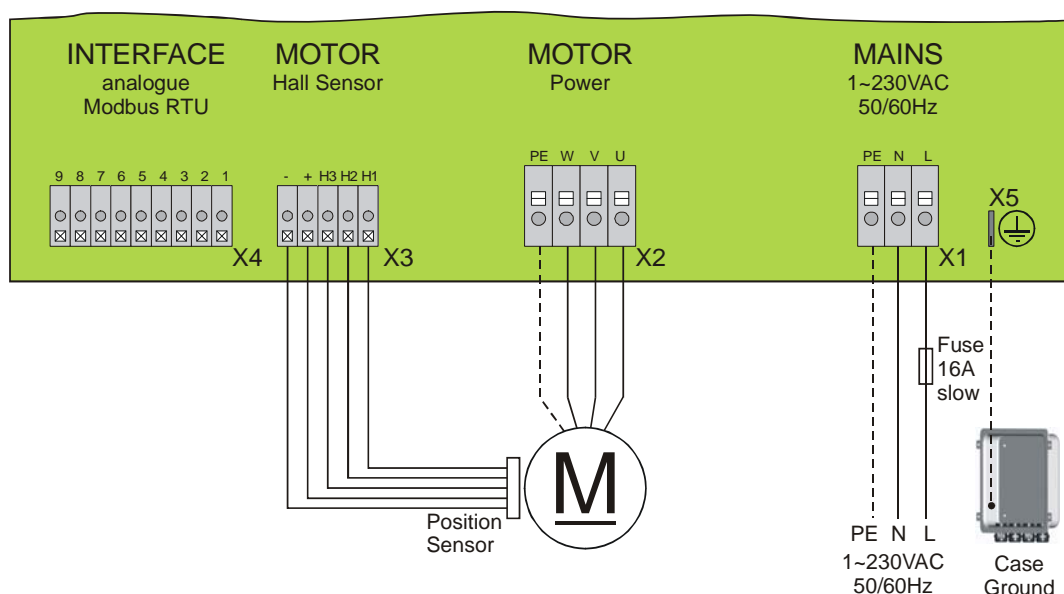 INTERFACE
analogue
Modbus RTU
MOTOR
Hall Sensor
MOTOR
Power
MAINS
1~230VAC
50/60Hz
9 8 7 6 5 4 3 2 1
X4
- + H3 H2 H1
X3
PE W V U
X2
PE N L
X1
X5
Fuse
16A
slow
M
Position
Sensor
PE N L
1~230VAC
50/60Hz
Case
Ground